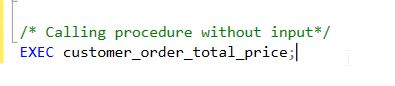 /* Calling procedure without input*/
EXEC customer_order_total_price;